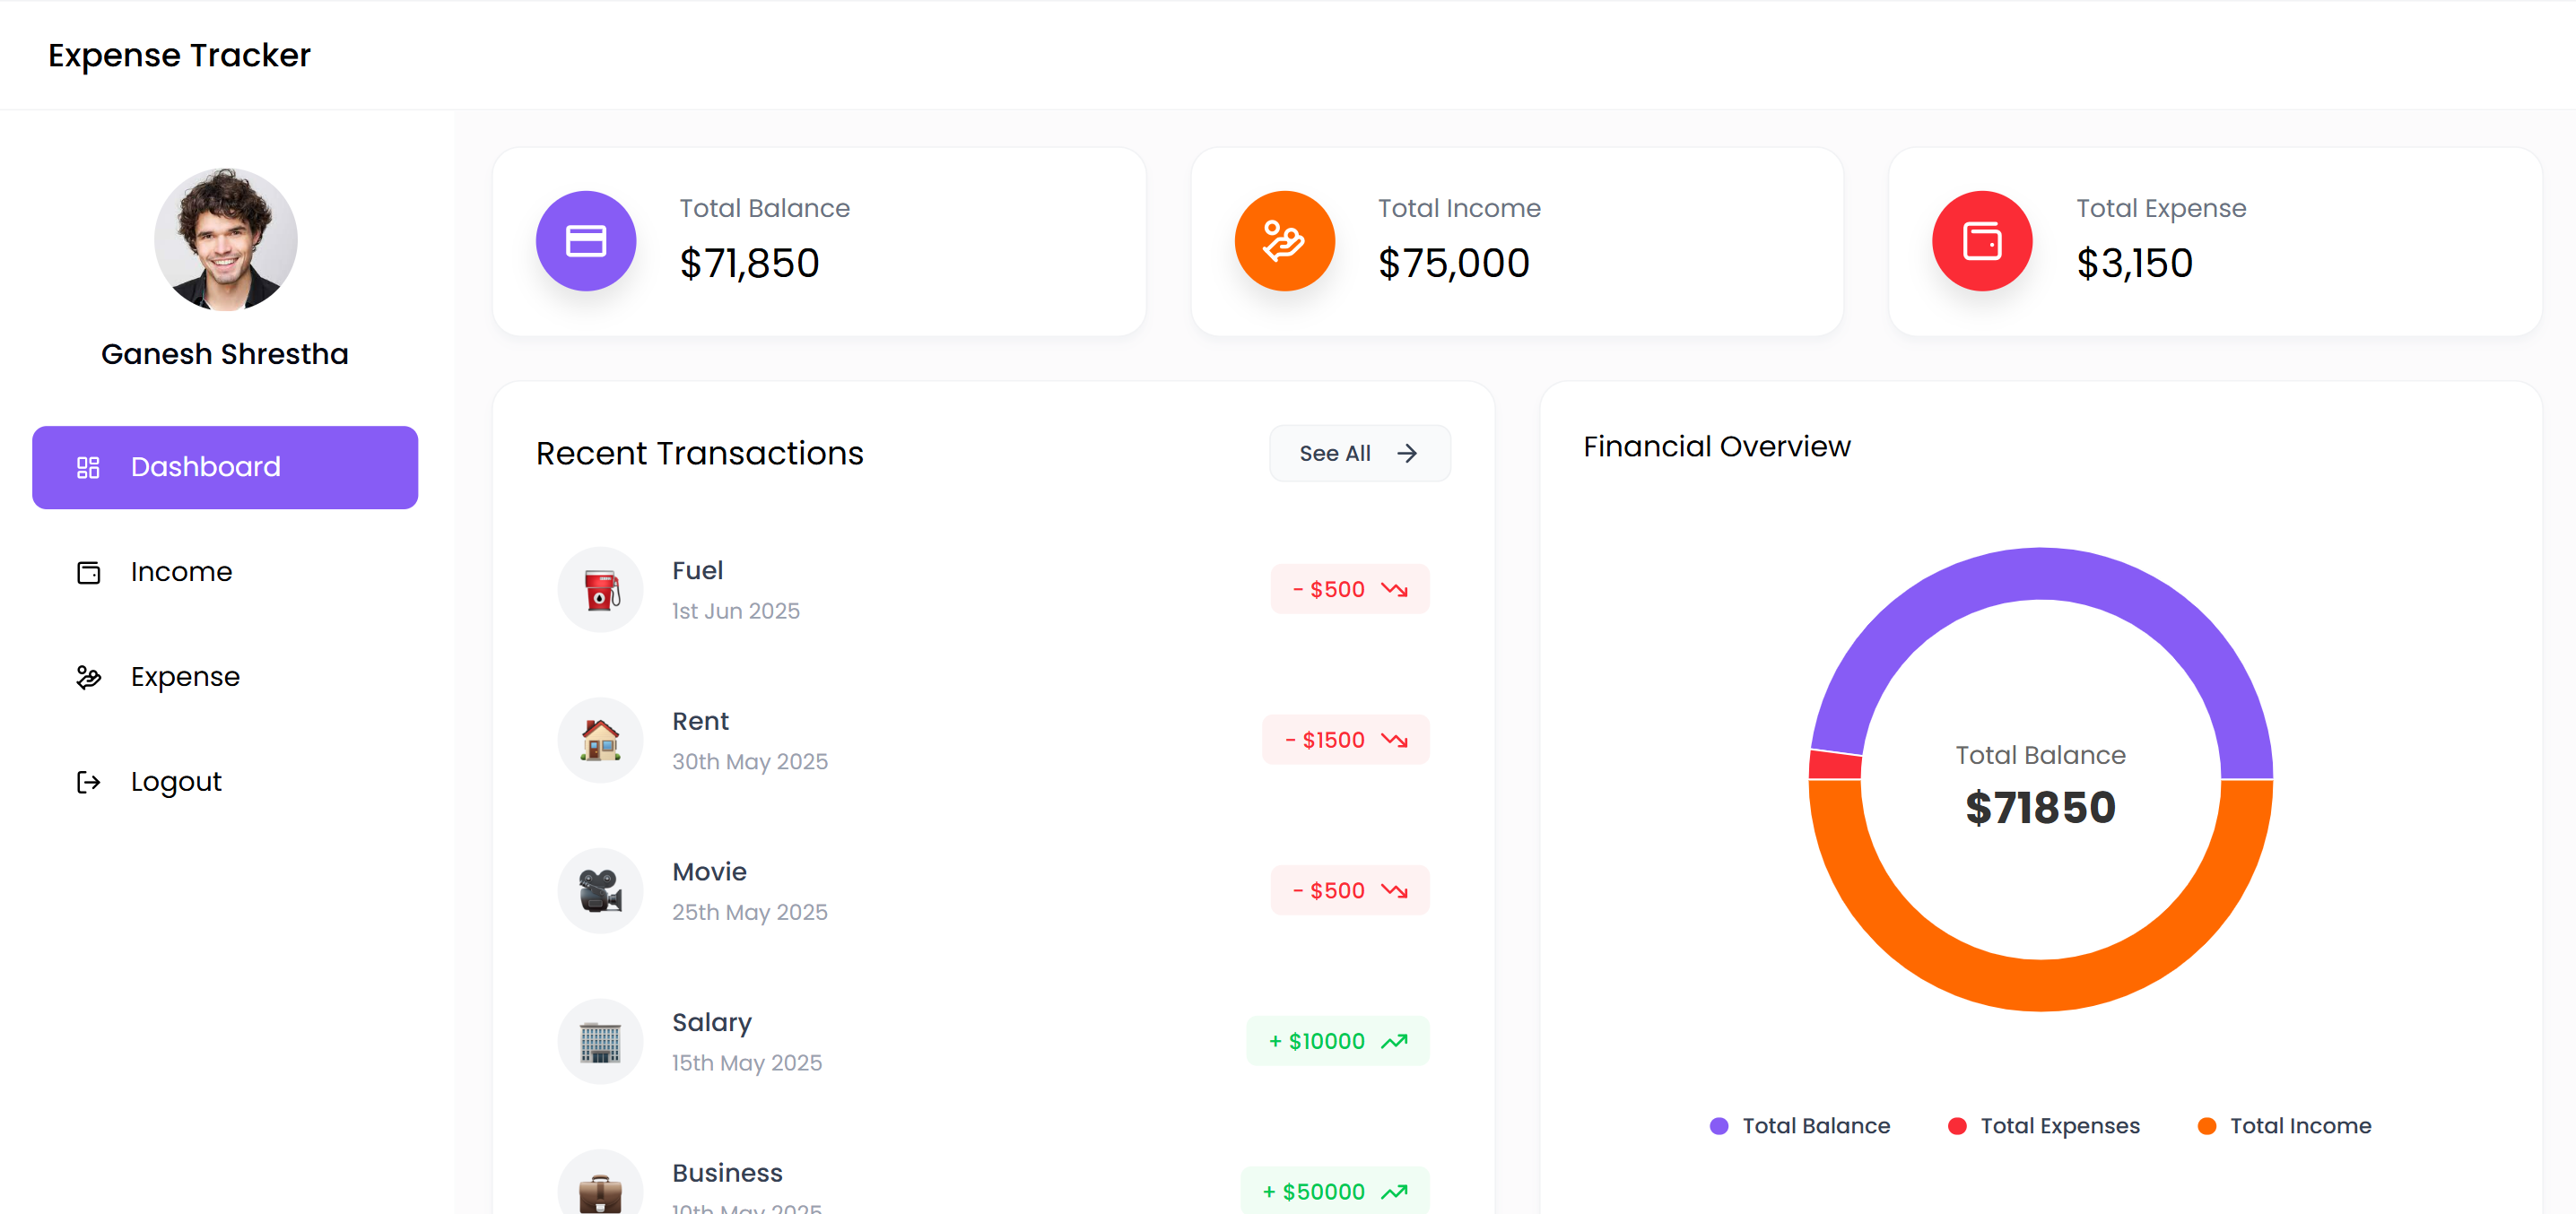 Expense Tracker
Ganesh Shrestha
Dashboard
Income
Expense
Logout
Total Balance
$71,850
Total Income
$75,000
Total Expense
$3,150
Recent Transactions
See All
Fuel
1st Jun 2025
- $500
Rent
30th May 2025
- $1500
Movie
25th May 2025
- $500
Salary
15th May 2025
+ $10000
Business
10th May 2025
+ $50000
Financial Overview
Total Balance
$71850
Total Balance
Total Expenses
Total Income